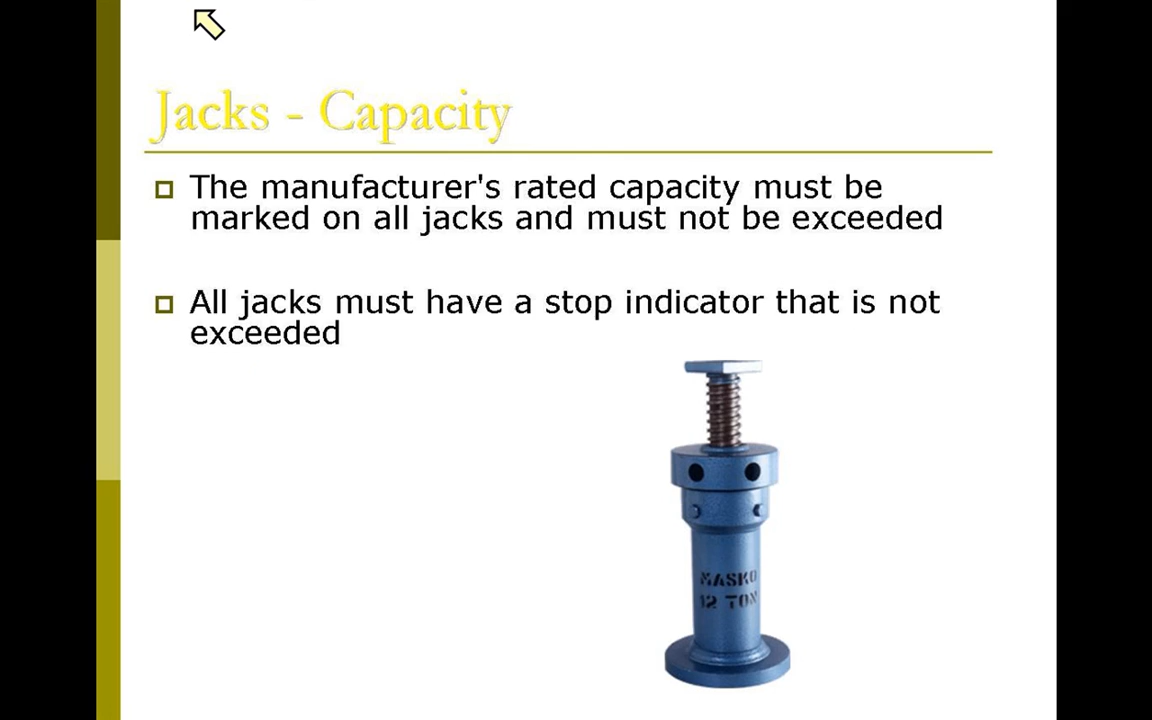 Jacks - Capacity
The manufacturer's rated capacity must be
marked on all jacks and must not be exceeded
All jacks must have a stop indicator that is not
exceeded
MASKO
12 TON